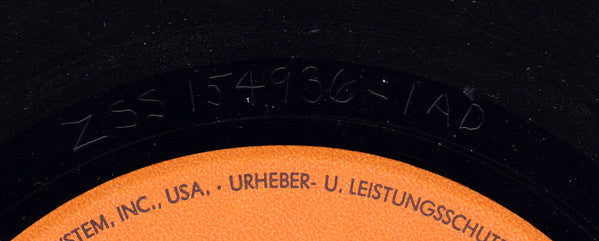 ZSS 154936-1AD
STEM, INC., USA. · URHEBER- U. LEISTUNGSSCHUT